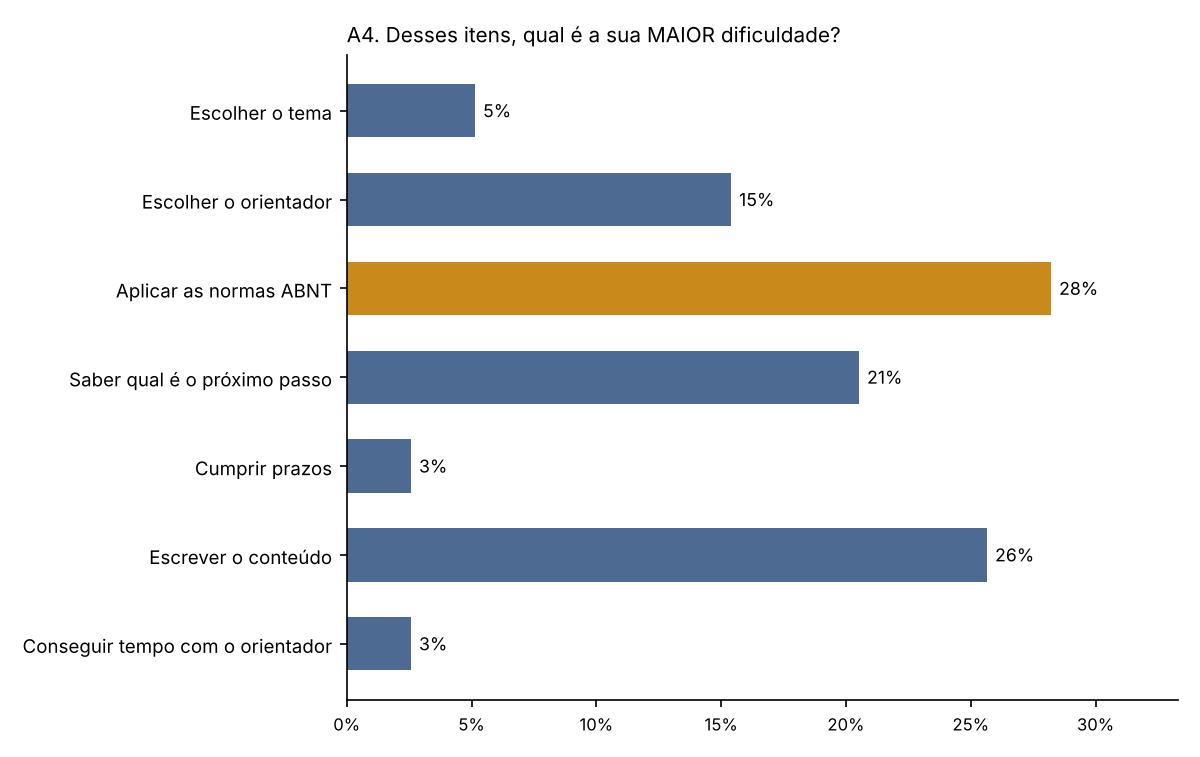 A4. Desses itens, qual é a sua MAIOR dificuldade?
Escolher o tema
5%
Escolher o orientador
15%
Aplicar as normas ABNT
28%
Saber qual é o próximo passo
21%
Cumprir prazos
3%
Escrever o conteúdo
26%
Conseguir tempo com o orientador
3%
0% 5% 10% 15% 20% 25% 30%